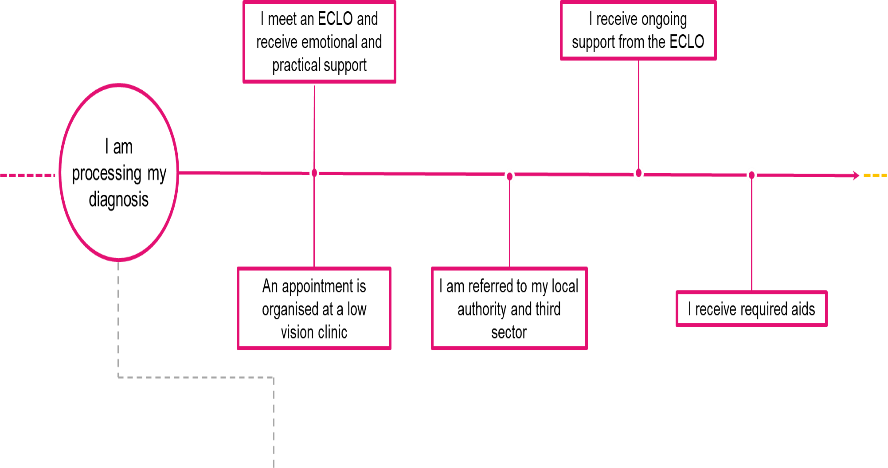 I am
processing my
diagnosis
I meet an ECLO and
receive emotional and
practical support
An appointment is
organised at a low
vision clinic
I am referred to my local
authority and third
sector
I receive ongoing
support from the ECLO
I receive required aids